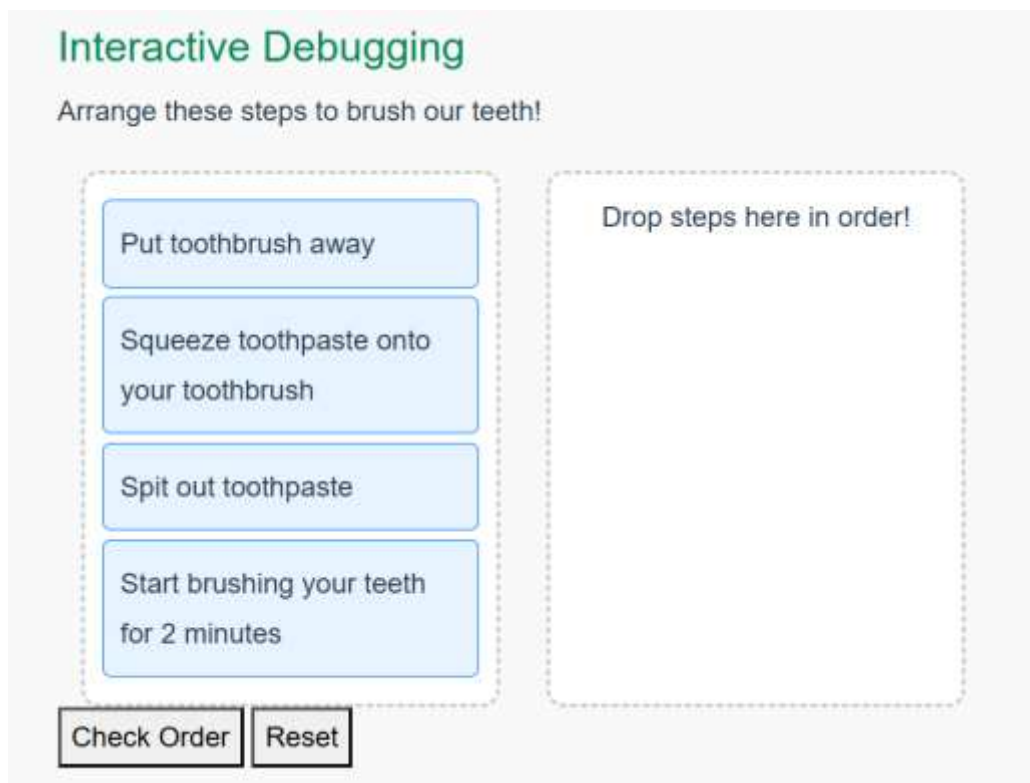 Interactive Debugging
Arrange these steps to brush our teeth!
Put toothbrush away
Squeeze toothpaste onto
your toothbrush
Spit out toothpaste
Start brushing your teeth
for 2 minutes
Drop steps here in order!
Check Order
Reset